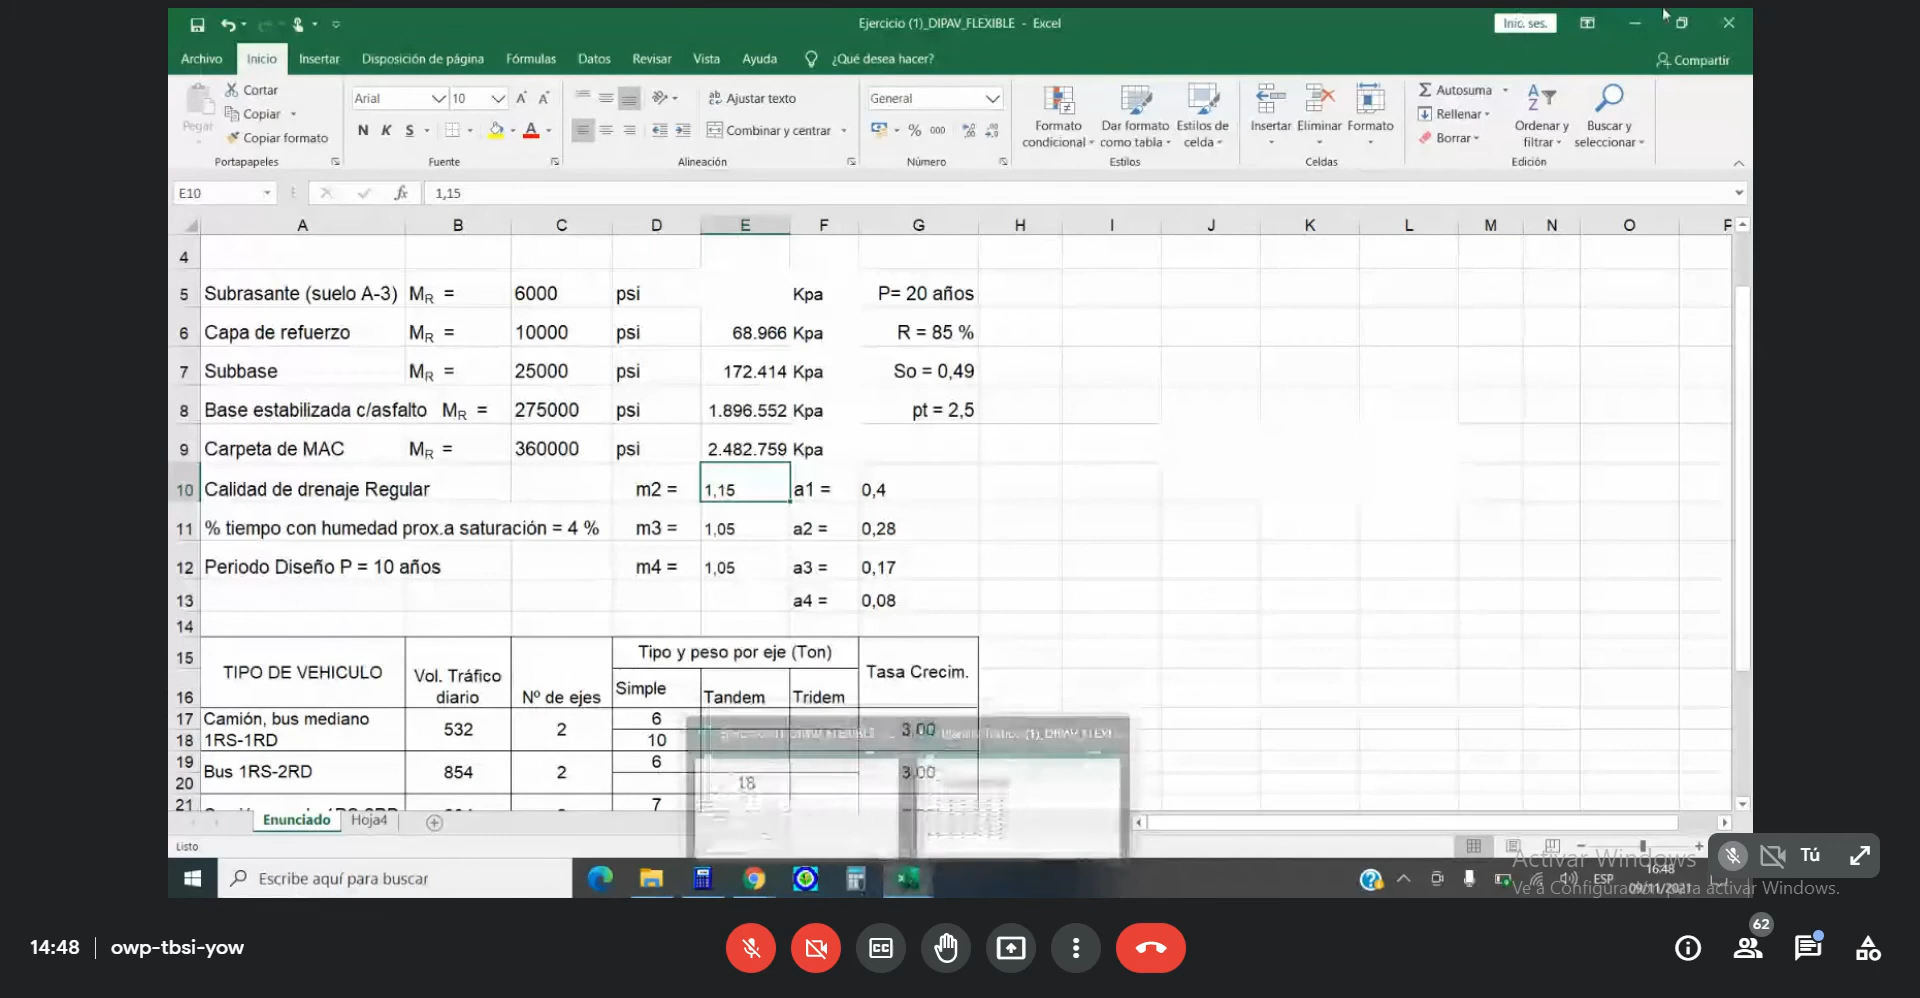 Ejercicio (1)_DIPAV_FLEXIBLE - Excel
Inic. ses.
Archivo Inicio Insertar Disposición de página Fórmulas Datos Revisar Vista Ayuda ¿Qué desea hacer? Compartir
Pegar Cortar Copiar Copiar formato
Arial 10 N K S
Ajustar texto
Combinar y centrar
General
% 000
Formato condicional Dar formato como tabla Estilos de celda
Insertar Eliminar Formato
Autosuma Rellenar Borrar
Ordenar y filtrar Buscar y seleccionar
Portapapeles Fuente Alineación Número Estilos Celdas Edición
E10 fx 1,15
A B C D E F G H I J K L M N O P
4
5 Subrasante (suelo A-3) MR = 6000 psi Kpa P= 20 años
6 Capa de refuerzo MR = 10000 psi 68.966 Kpa R = 85 %
7 Subbase MR = 25000 psi 172.414 Kpa So = 0,49
8 Base estabilizada c/asfalto MR = 275000 psi 1.896.552 Kpa pt = 2,5
9 Carpeta de MAC MR = 360000 psi 2.482.759 Kpa
10 Calidad de drenaje Regular m2 = 1,15 a1 = 0,4
11 % tiempo con humedad prox.a saturación = 4 % m3 = 1,05 a2 = 0,28
12 Periodo Diseño P = 10 años m4 = 1,05 a3 = 0,17
13 a4 = 0,08
14
15 TIPO DE VEHICULO Vol. Tráfico diario Nº de ejes Tipo y peso por eje (Ton) Tasa Crecim.
16 Simple Tandem Tridem
17 Camión, bus mediano 532 2 6 3,00
18 1RS-1RD 10
19 Bus 1RS-2RD 854 2 6 3,00
20 18
21 7
Enunciado Hoja4
Listo
Escribe aquí para buscar
ESP 16:48
09/11/2021
Activar Windows
Ve a Configuración para activar Windows.
Tú
14:48 owp-tbsi-yow
62